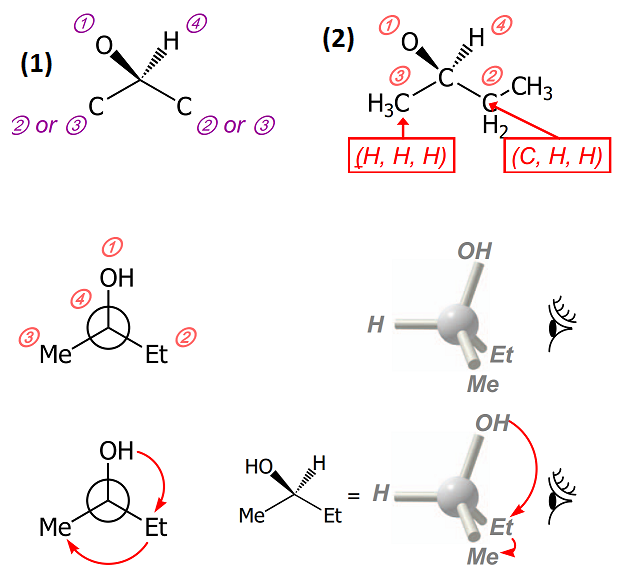 ① ④
O H
(1)
C C
② or ③ ② or ③
① ④
(2) O H
③ C ② CH₃
H₃C C
H₂
(H, H, H) (C, H, H)
①
OH
④
③ ②
Me Et
OH
H
Et
Me
OH
Me Et
HO H
Me Et
=
OH
H
Et
Me